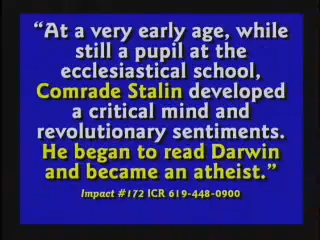 “At a very early age, while
still a pupil at the
ecclesiastical school,
Comrade Stalin developed
a critical mind and
revolutionary sentiments.
He began to read Darwin
and became an atheist.”
Impact #172 ICR 619-448-0900